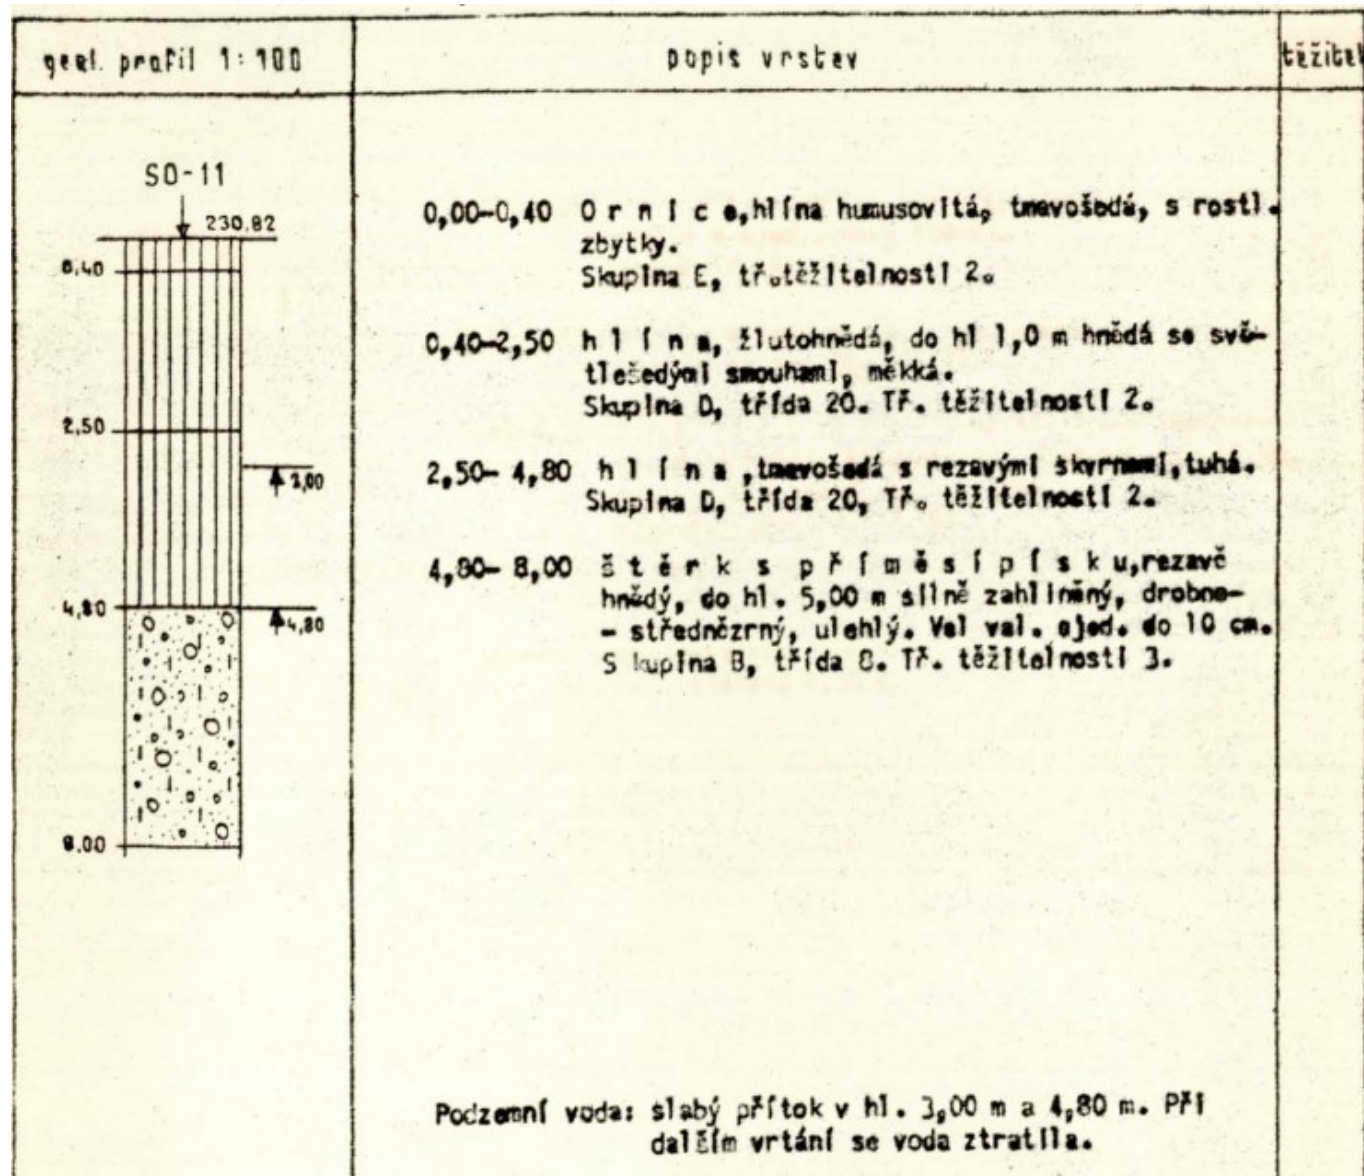 geol. profil 1:100
popis vrstev
těžitel
SO-11
230.82
0,40
2,50
3,00
4,80
4,80
8.00
0,00-0,40 O r n i c e,hlína humusovitá, tmavošedá, s rostl.
zbytky.
Skupina E, tř.těžitelnosti 2.
0,40-2,50 h l í n a, žlutohnědá, do hl 1,0 m hnědá se svě-
tlešedými smouhami, měkká.
Skupina D, třída 20. Tř. těžitelnosti 2.
2,50- 4,80 h l í n a ,tmavošedá s rezavými skvrnami,tuhá.
Skupina D, třída 20, Tř. těžitelnosti 2.
4,80- 8,00 š t ě r k s p ř í m ě s í p í s k u,rezavě
hnědý, do hl. 5,00 m silně zahliněný, drobno-
- střednězrný, ulehlý. Vel val. ojed. do 10 cm.
S kupina B, třída 8. Tř. těžitelnosti 3.
Podzemní voda: slabý přítok v hl. 3,00 m a 4,80 m. Při
dalším vrtání se voda ztratila.